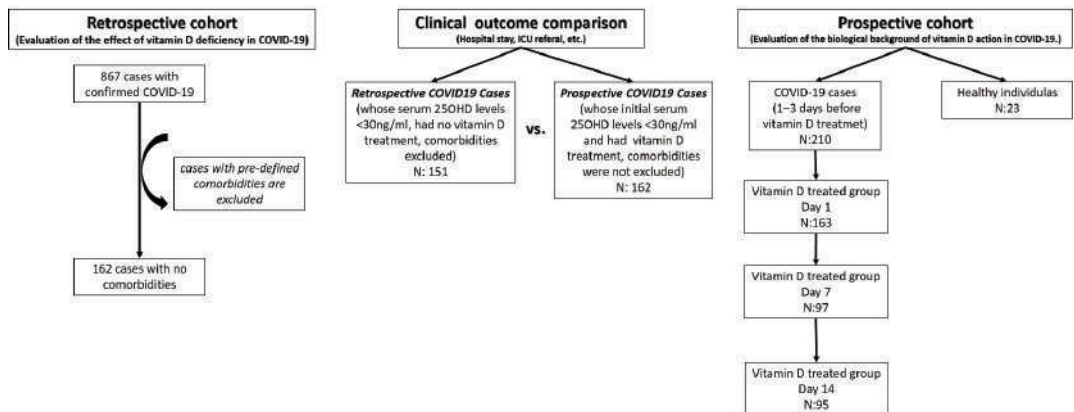 Retrospective cohort
(Evaluation of the effect of vitamin D deficiency in COVID-19)
867 cases with
confirmed COVID-19
cases with pre-defined
comorbidities are
excluded
162 cases with no
comorbidities
Clinical outcome comparison
(Hospital stay, ICU referal, etc.)
Retrospective COVID19 Cases
(whose serum 25OHD levels
<30ng/ml, had no vitamin D
treatment, comorbidities
excluded)
N: 151
vs.
Prospective COVID19 Cases
(whose initial serum
25OHD levels <30ng/ml
and had vitamin D
treatment, comorbidities
were not excluded)
N: 162
Prospective cohort
(Evaluation of the biological background of vitamin D action in COVID-19.)
COVID-19 cases
(1–3 days before
vitamin D treatmet)
N:210
Healthy individulas
N:23
Vitamin D treated group
Day 1
N:163
Vitamin D treated group
Day 7
N:97
Vitamin D treated group
Day 14
N:95